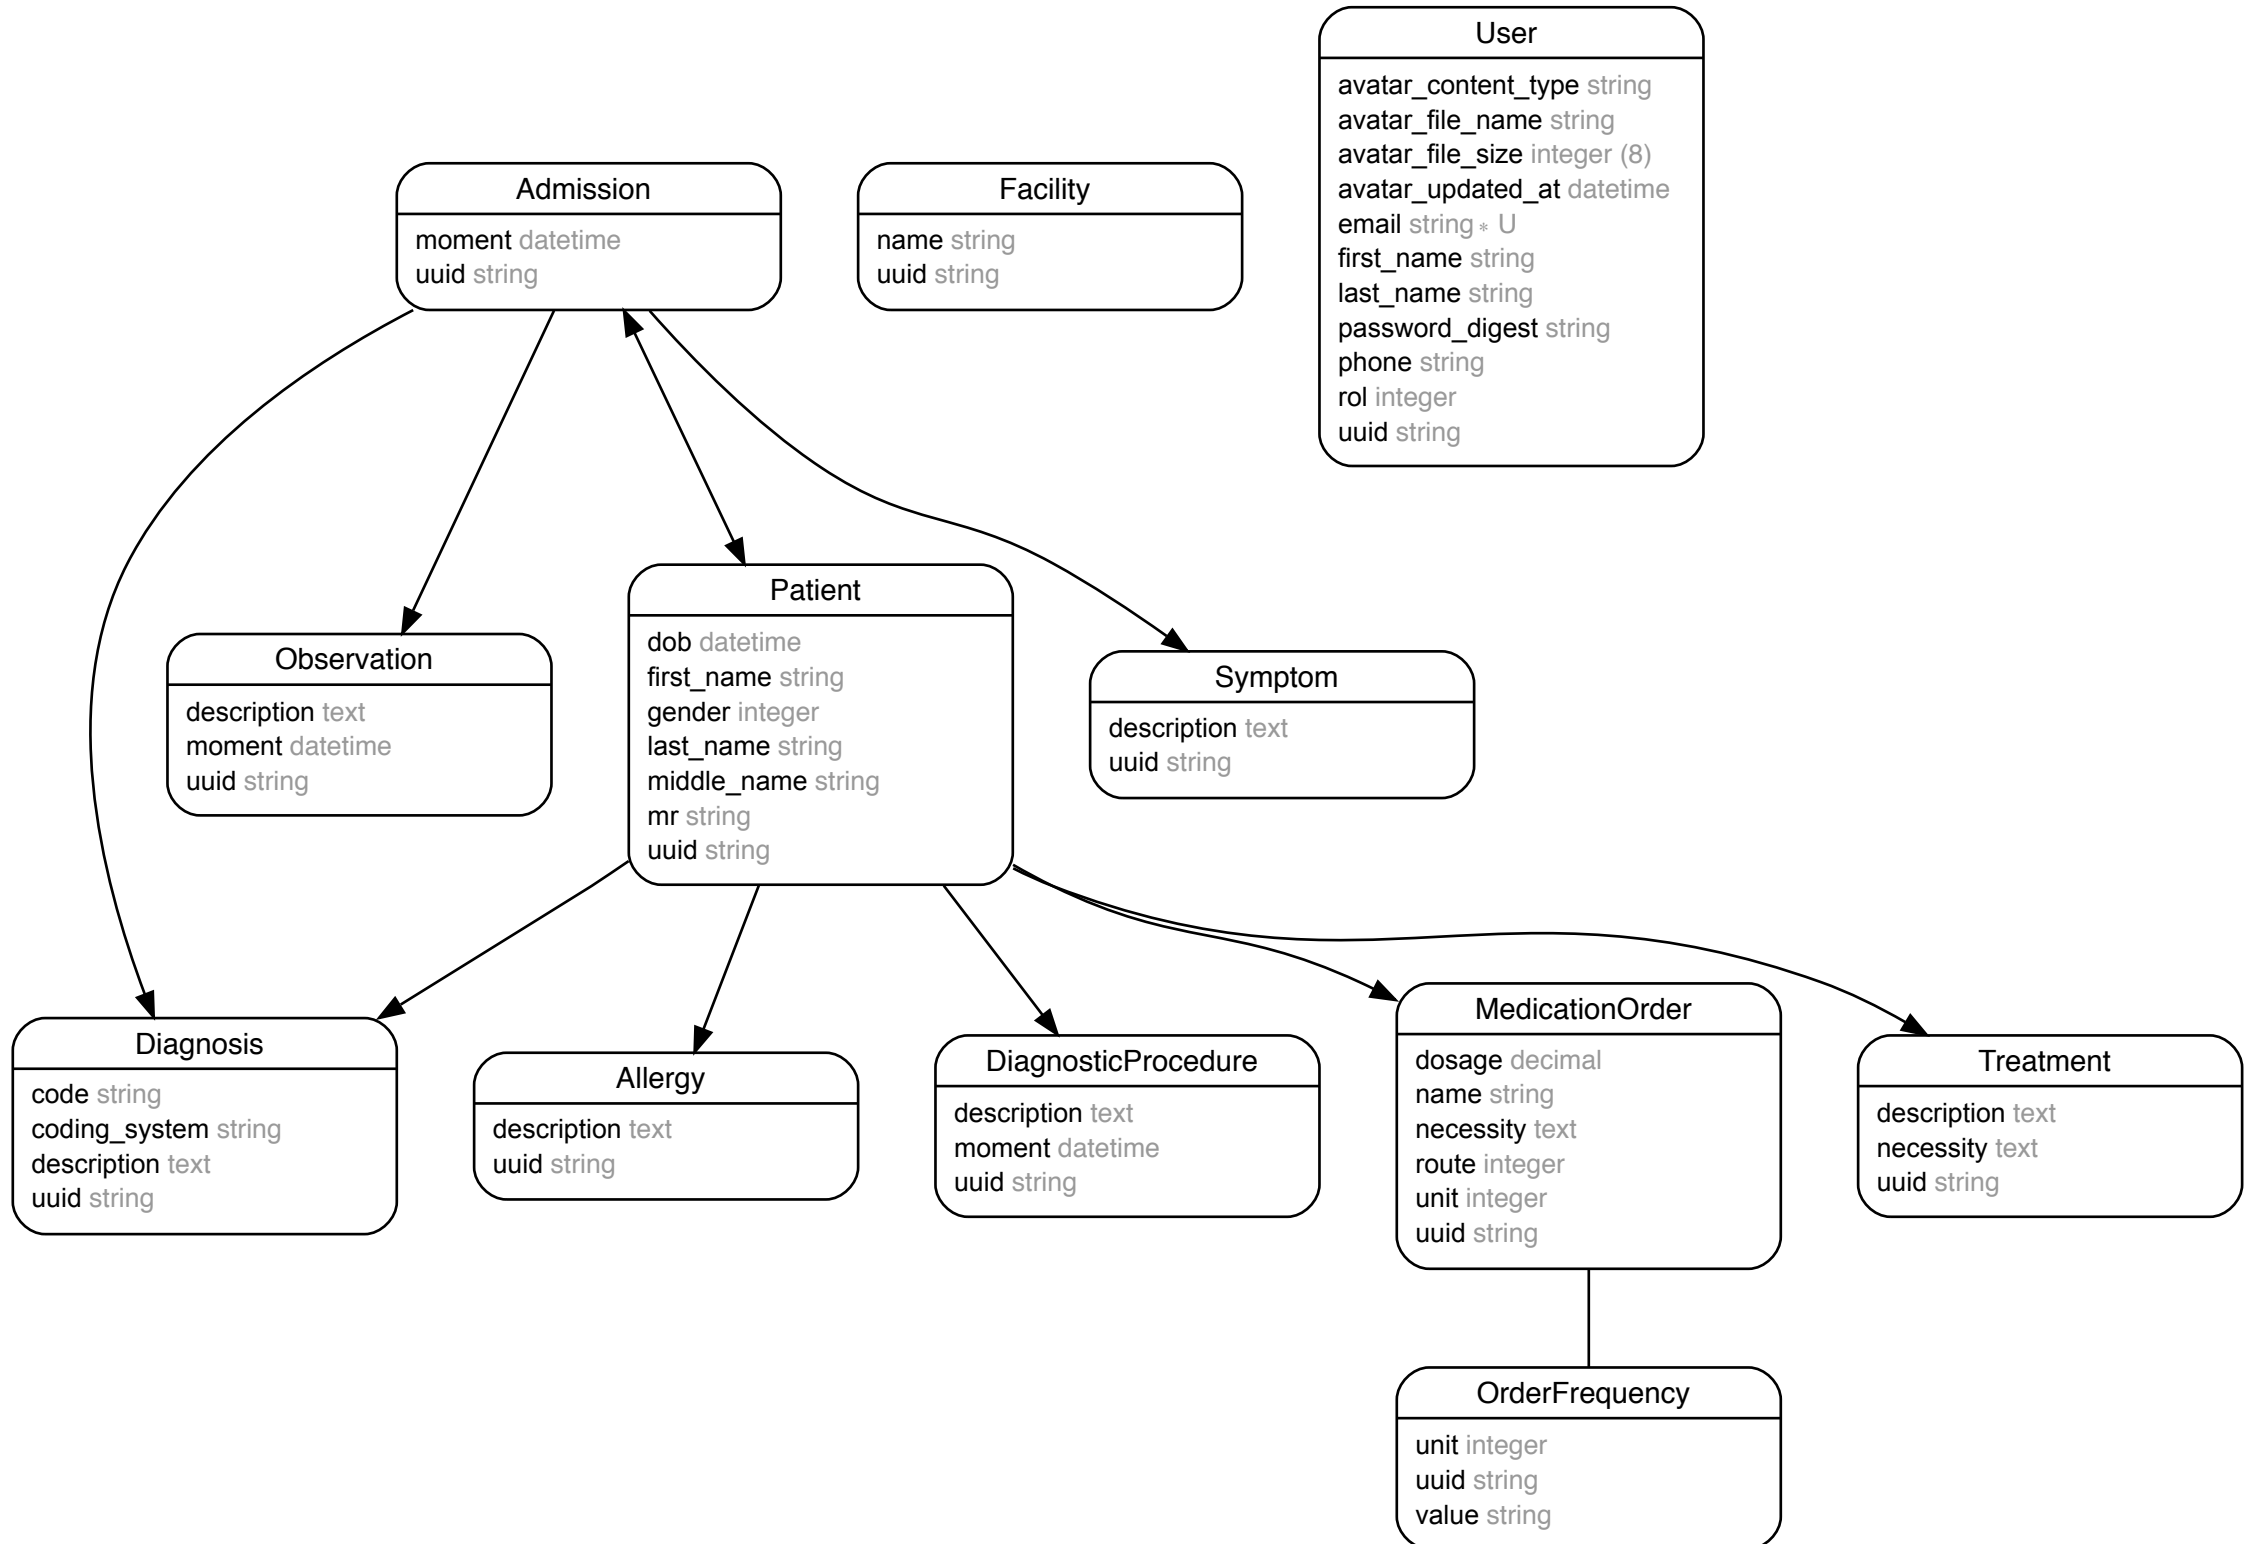 User
avatar_content_type string
avatar_file_name string
avatar_file_size integer (8)
avatar_updated_at datetime
email string∗ U
first_name string
last_name string
password_digest string
phone string
rol integer
uuid string
Admission
moment datetime
uuid string
Facility
name string
uuid string
Observation
description text
moment datetime
uuid string
Patient
dob datetime
first_name string
gender integer
last_name string
middle_name string
mr string
uuid string
Symptom
description text
uuid string
Diagnosis
code string
coding_system string
description text
uuid string
Allergy
description text
uuid string
DiagnosticProcedure
description text
moment datetime
uuid string
MedicationOrder
dosage decimal
name string
necessity text
route integer
unit integer
uuid string
Treatment
description text
necessity text
uuid string
OrderFrequency
unit integer
uuid string
value string